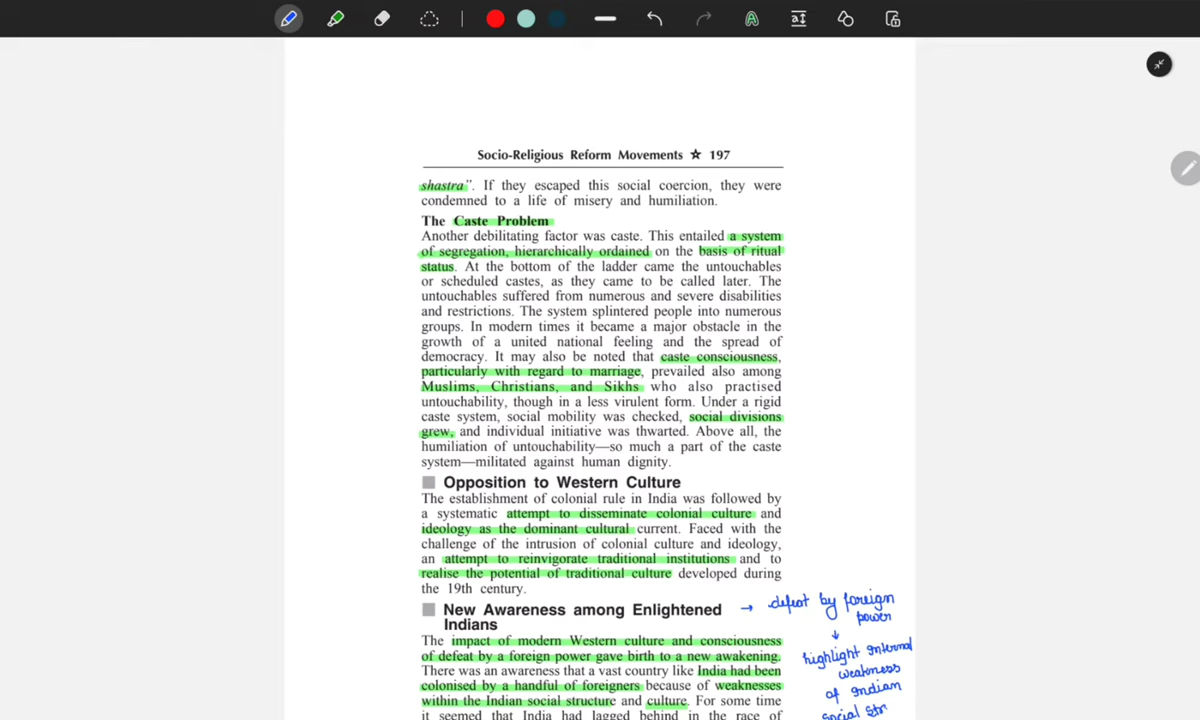 Socio-Religious Reform Movements ☆ 197
shastra”. If they escaped this social coercion, they were
condemned to a life of misery and humiliation.
The Caste Problem
Another debilitating factor was caste. This entailed a system
of segregation, hierarchically ordained on the basis of ritual
status. At the bottom of the ladder came the untouchables
or scheduled castes, as they came to be called later. The
untouchables suffered from numerous and severe disabilities
and restrictions. The system splintered people into numerous
groups. In modern times it became a major obstacle in the
growth of a united national feeling and the spread of
democracy. It may also be noted that caste consciousness,
particularly with regard to marriage, prevailed also among
Muslims, Christians, and Sikhs who also practised
untouchability, though in a less virulent form. Under a rigid
caste system, social mobility was checked, social divisions
grew, and individual initiative was thwarted. Above all, the
humiliation of untouchability—so much a part of the caste
system—militated against human dignity.
Opposition to Western Culture
The establishment of colonial rule in India was followed by
a systematic attempt to disseminate colonial culture and
ideology as the dominant cultural current. Faced with the
challenge of the intrusion of colonial culture and ideology,
an attempt to reinvigorate traditional institutions and to
realise the potential of traditional culture developed during
the 19th century.
New Awareness among Enlightened
Indians
The impact of modern Western culture and consciousness
of defeat by a foreign power gave birth to a new awakening.
There was an awareness that a vast country like India had been
colonised by a handful of foreigners because of weaknesses
within the Indian social structure and culture. For some time
it seemed that India had lagged behind in the race of
→ defeat by foreign
power
↓
highlight internal
weakness
of Indian
social str